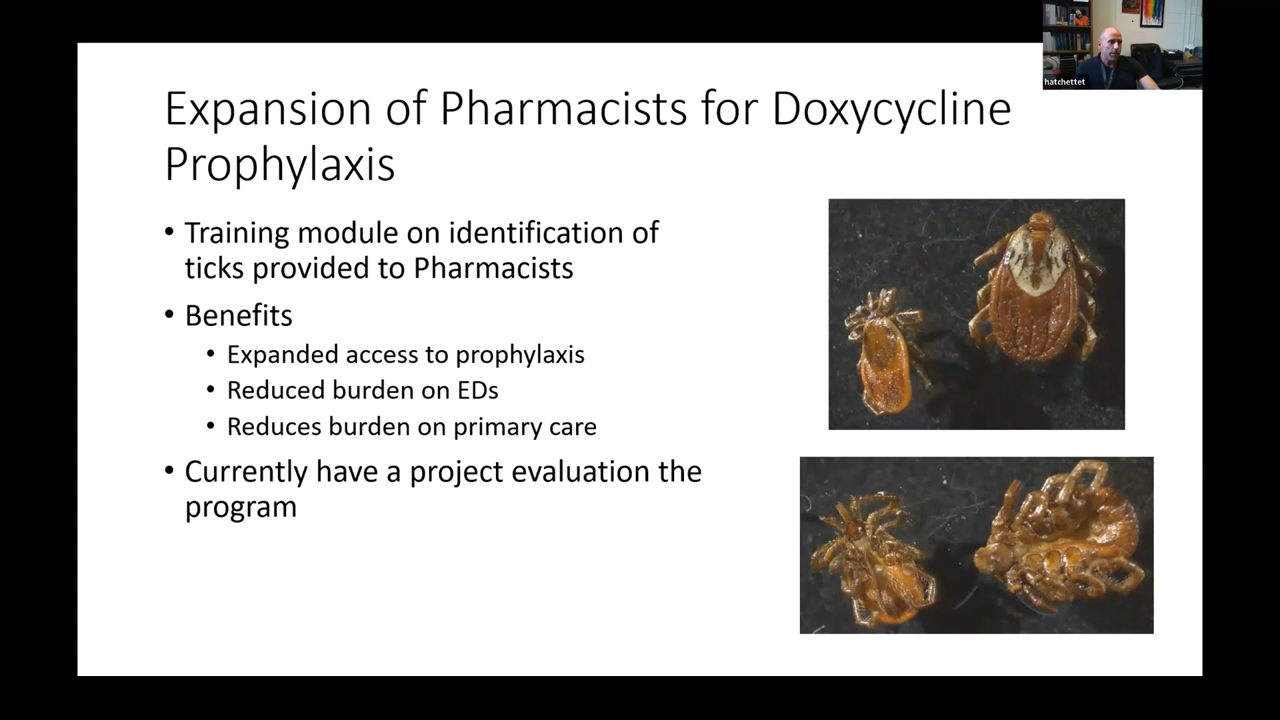 hatchettet
Expansion of Pharmacists for Doxycycline
Prophylaxis
• Training module on identification of
ticks provided to Pharmacists
• Benefits
• Expanded access to prophylaxis
• Reduced burden on EDs
• Reduces burden on primary care
• Currently have a project evaluation the
program